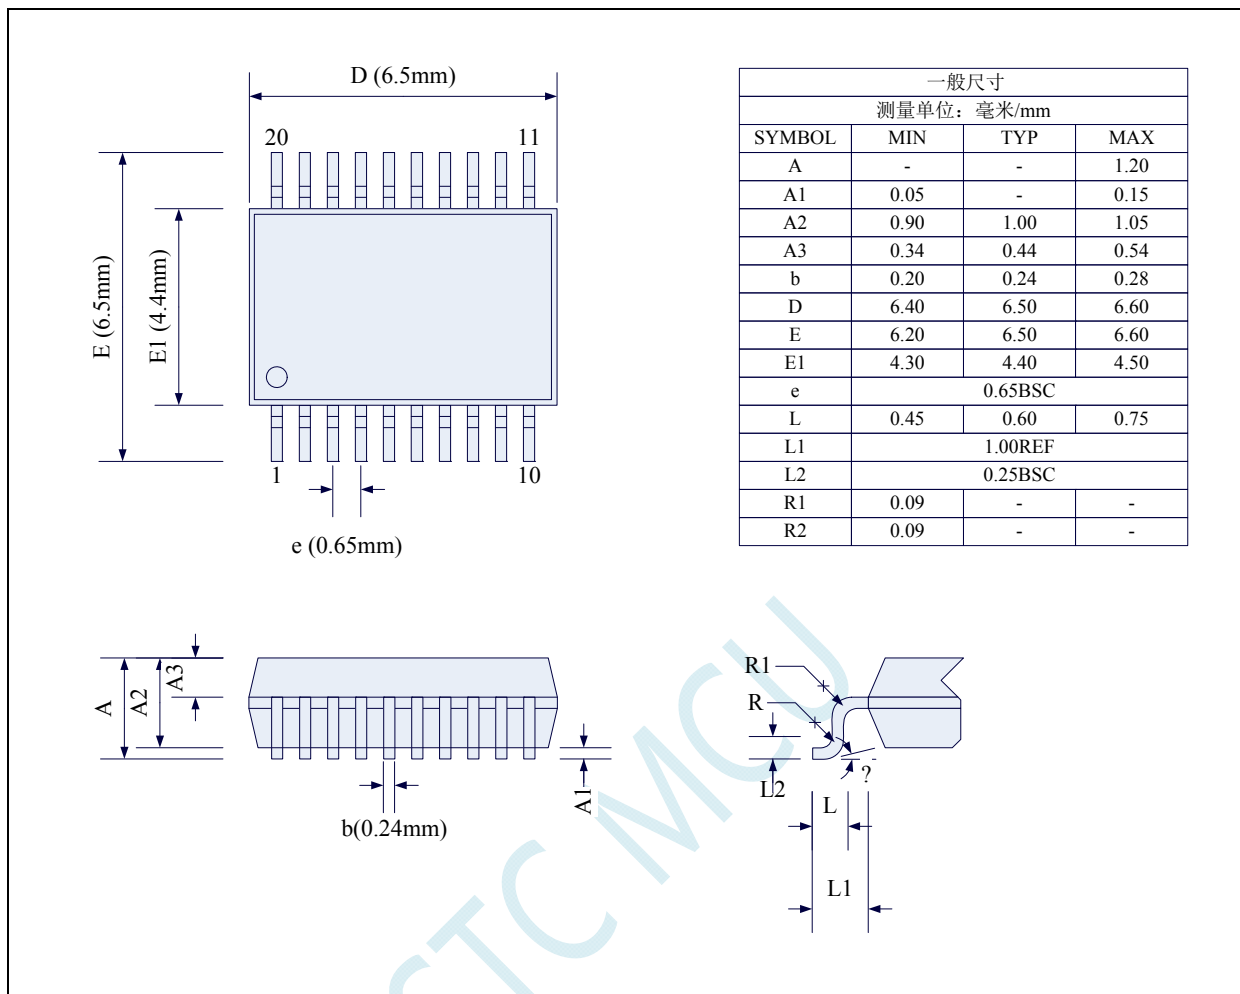 D (6.5mm)
20
11
E (6.5mm)
E1 (4.4mm)
1
10
e (0.65mm)
一般尺寸
测量单位：毫米/mm
SYMBOL MIN TYP MAX
A - - 1.20
A1 0.05 - 0.15
A2 0.90 1.00 1.05
A3 0.34 0.44 0.54
b 0.20 0.24 0.28
D 6.40 6.50 6.60
E 6.20 6.50 6.60
E1 4.30 4.40 4.50
e 0.65BSC
L 0.45 0.60 0.75
L1 1.00REF
L2 0.25BSC
R1 0.09 - -
R2 0.09 - -
A
A2
A3
A1
b(0.24mm)
R1
R
L2
?
L
L1
STC MCU